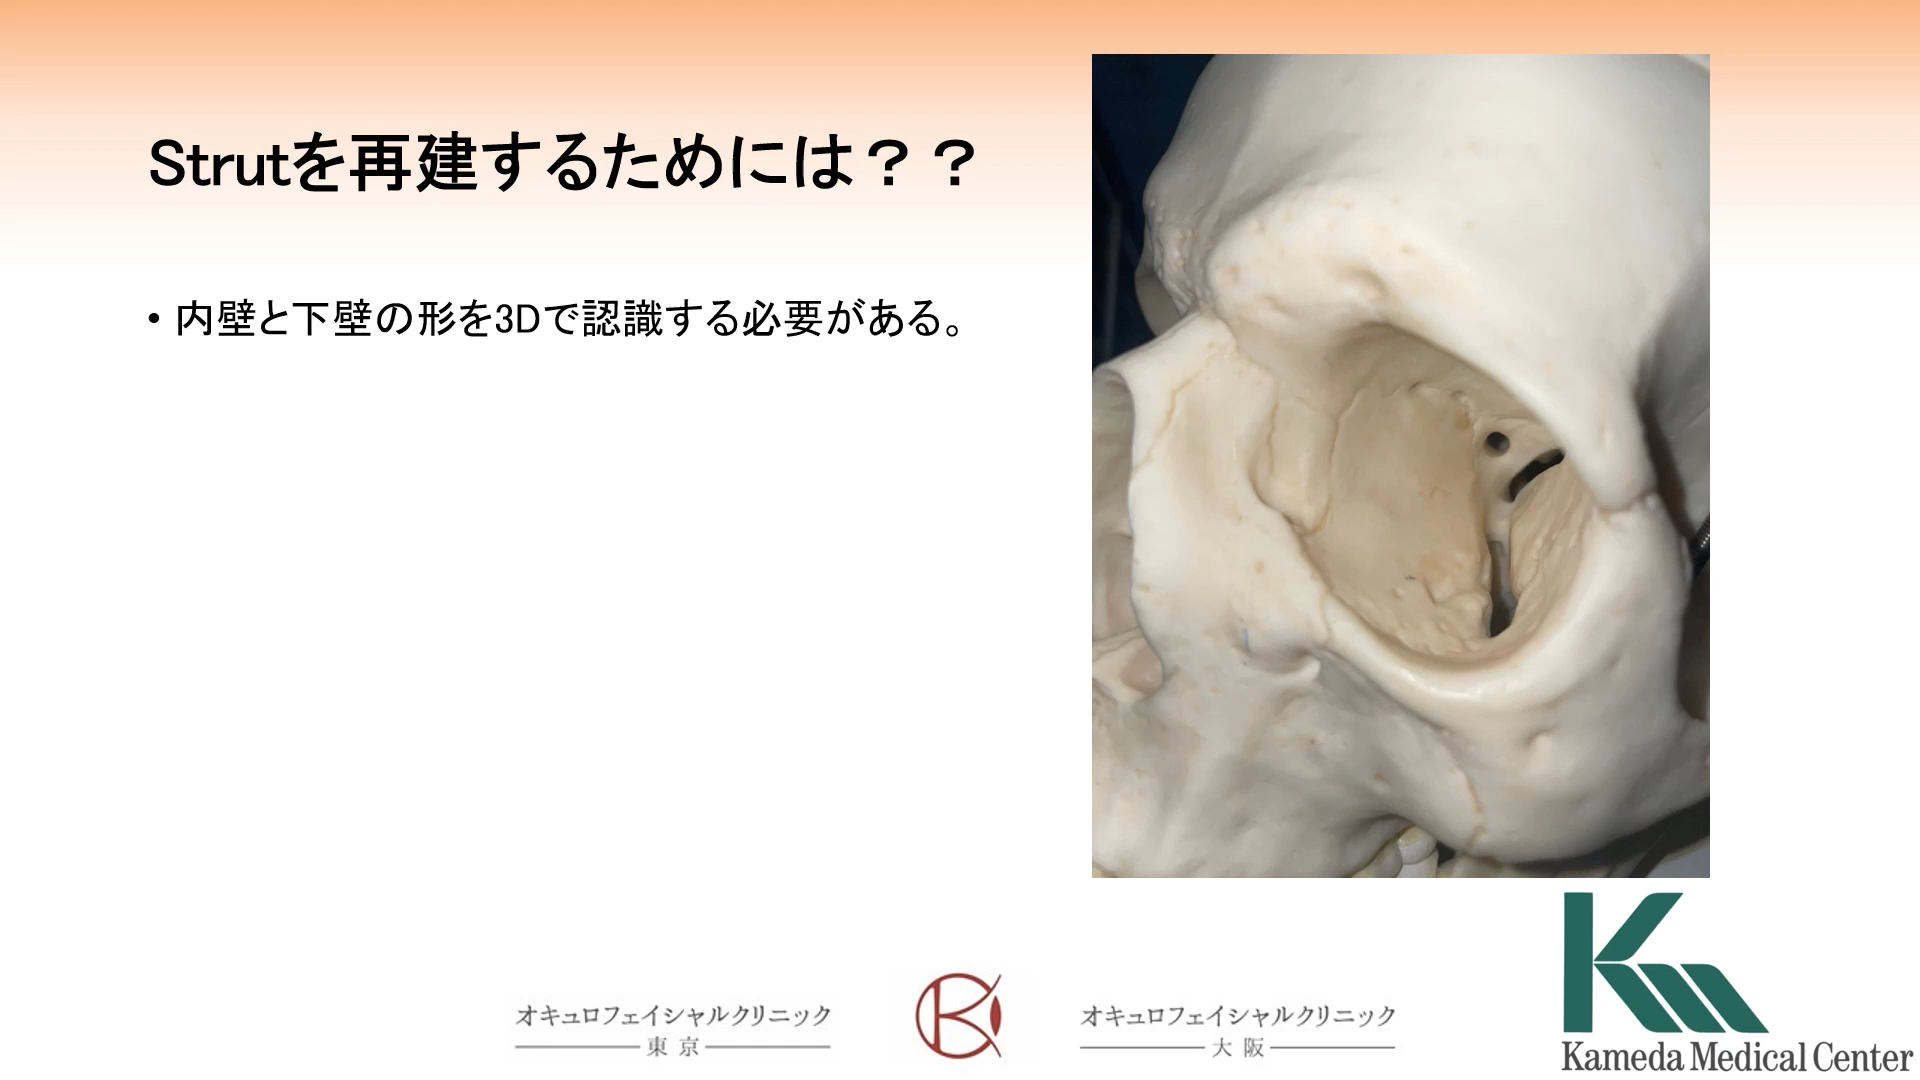 Strutを再建するためには？？
• 内壁と下壁の形を3Dで認識する必要がある。
オキュロフェイシャルクリニック
東京
オキュロフェイシャルクリニック
大阪
Kameda Medical Center